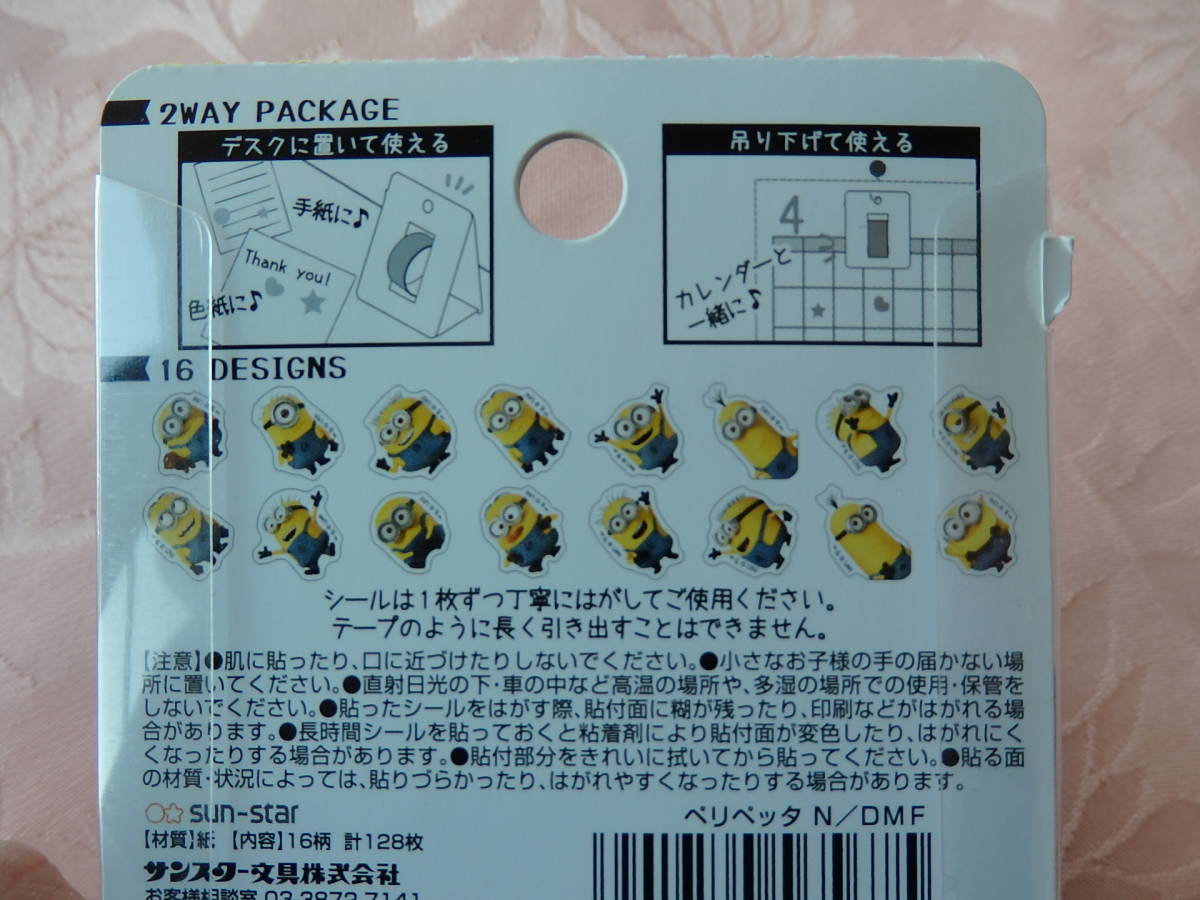 2WAY PACKAGE
デスクに置いて使える
手紙に♪
Thank you!
色紙に♪
吊り下げて使える
4
カレンダーと
一緒に♪
16 DESIGNS
シールは1枚ずつ丁寧にはがしてご使用ください。
テープのように長く引き出すことはできません。
【注意】●肌に貼ったり、口に近づけたりしないでください。●小さなお子様の手の届かない場
所に置いてください。●直射日光の下・車の中など高温の場所や、多湿の場所での使用・保管を
しないでください。●貼ったシールをはがす際、貼付面に糊が残ったり、印刷などがはがれる場
合があります。●長時間シールを貼っておくと粘着剤により貼付面が変色したり、はがれにく
くなったりする場合があります。●貼付部分をきれいに拭いてから貼ってください。●貼る面
の材質・状況によっては、貼りづらかったり、はがれやすくなったりする場合があります。
sun-star
ペリペッタ N/DMF
【材質】紙 【内容】16柄 計128枚
サンスター文具株式会社
お客様相談室 03-3872-7141